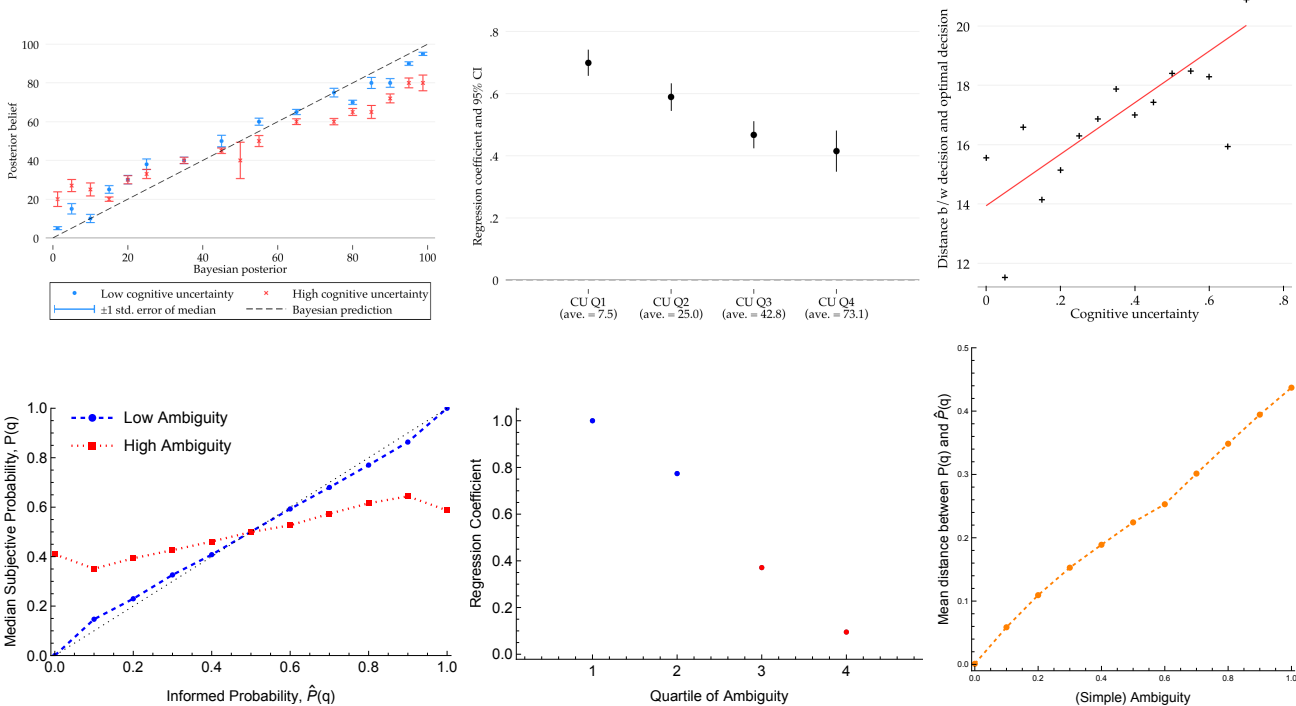 Posterior belief
100
80
60
40
20
0
0 20 40 60 80 100
Bayesian posterior
Low cognitive uncertainty High cognitive uncertainty
±1 std. error of median Bayesian prediction
Regression coefficient and 95% CI
.8
.6
.4
.2
0
CU Q1 CU Q2 CU Q3 CU Q4
(ave. = 7.5) (ave. = 25.0) (ave. = 42.8) (ave. = 73.1)
Distance b/w decision and optimal decision
20
18
16
14
12
0 .2 .4 .6 .8
Cognitive uncertainty
Median Subjective Probability, P(q)
1.0
0.8
0.6
0.4
0.2
0.0
Low Ambiguity
High Ambiguity
0.0 0.2 0.4 0.6 0.8 1.0
Informed Probability, P̂(q)
Regression Coefficient
1.0
0.8
0.6
0.4
0.2
0.0
1 2 3 4
Quartile of Ambiguity
Mean distance between P(q) and P̂(q)
0.5
0.4
0.3
0.2
0.1
0.0
0.0 0.2 0.4 0.6 0.8 1.0
(Simple) Ambiguity